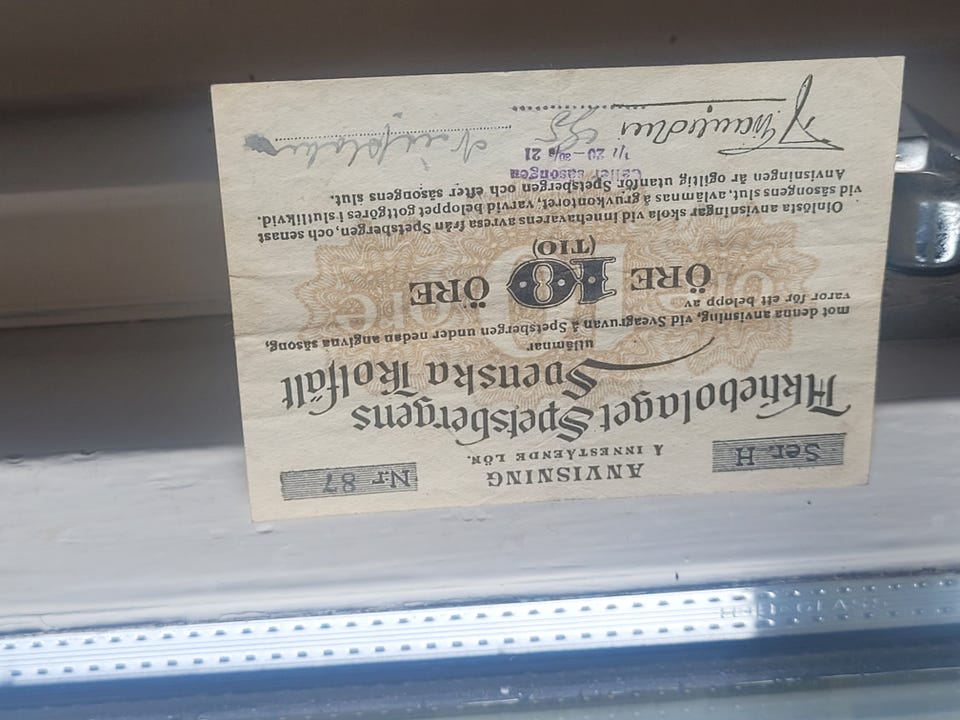 Ser. H
Nr 87
ANVISNING
Å INNESTÅENDE LÖN.
Aktiebolaget Spetsbergens
Svenska Kolfält
utlämnar
mot denna anvisning, vid Sveagruvan å Spetsbergen under nedan angivna säsong,
varor för ett belopp av
ÖRE 10 ÖRE
(TIO)
Oinlösta anvisningar skola vid innehavarens avresa från Spetsbergen, och senast
vid säsongens slut, avlämnas å gruvkontoret, varvid beloppet gottgöres i slutlikvid.
Anvisningen är ogiltig utanför Spetsbergen och efter säsongens slut.
Gäller säsongen
1/7 20 — 30/6 21